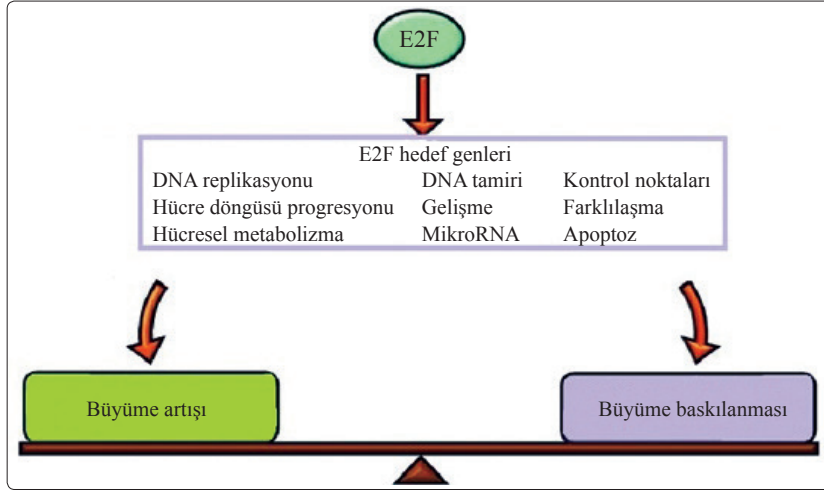 E2F
E2F hedef genleri
DNA replikasyonu DNA tamiri Kontrol noktaları
Hücre döngüsü progresyonu Gelişme Farklılaşma
Hücresel metabolizma MikroRNA Apoptoz
Büyüme artışı Büyüme baskılanması